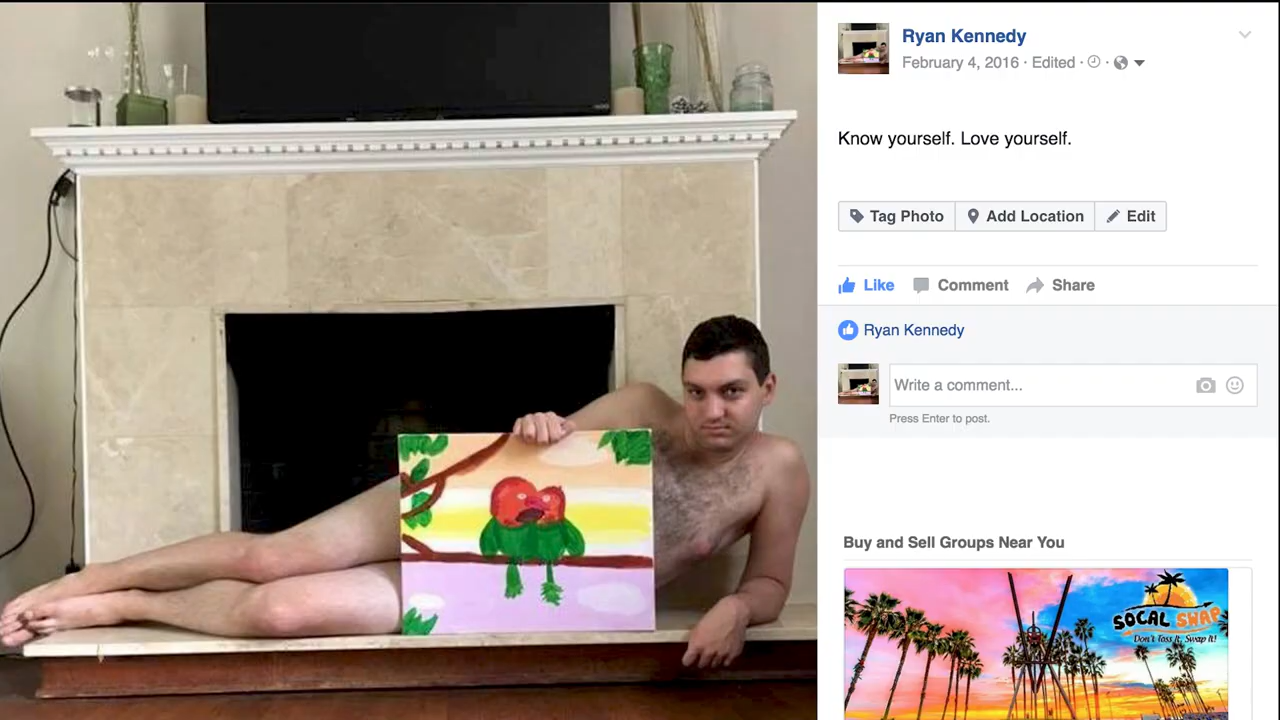 Ryan Kennedy
February 4, 2016 · Edited ·
Know yourself. Love yourself.
Tag Photo
Add Location
Edit
Like
Comment
Share
Ryan Kennedy
Write a comment...
Press Enter to post.
Buy and Sell Groups Near You
SOCAL SWAP
Don't Toss It, Swap It!